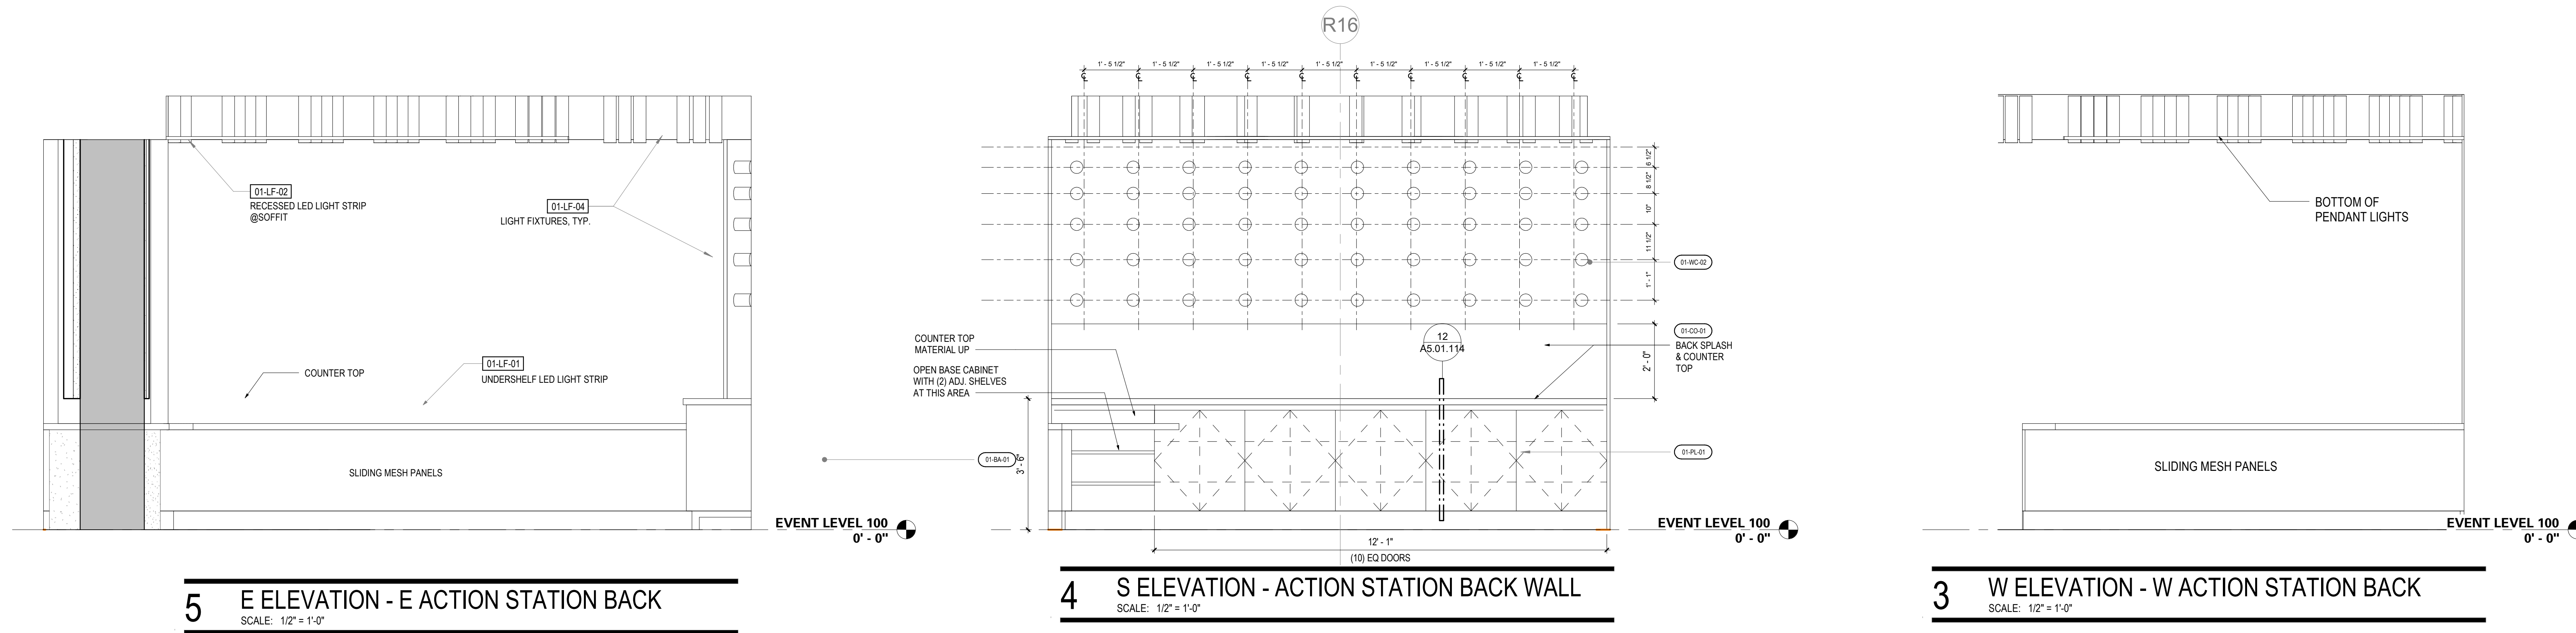 R16
1' - 5 1/2" 1' - 5 1/2" 1' - 5 1/2" 1' - 5 1/2" 1' - 5 1/2" 1' - 5 1/2" 1' - 5 1/2" 1' - 5 1/2" 1' - 5 1/2"
01-LF-02
RECESSED LED LIGHT STRIP
@SOFFIT
01-LF-04
LIGHT FIXTURES, TYP.
COUNTER TOP
01-LF-01
UNDERSHELF LED LIGHT STRIP
SLIDING MESH PANELS
EVENT LEVEL 100
0' - 0"
5
E ELEVATION - E ACTION STATION BACK
SCALE: 1/2" = 1'-0"
6 1/2"
8 1/2"
10"
11 1/2"
1' - 1"
01-WC-02
COUNTER TOP
MATERIAL UP
OPEN BASE CABINET
WITH (2) ADJ. SHELVES
AT THIS AREA
12
A5.01.114
01-CO-01
BACK SPLASH
& COUNTER
TOP
2' - 0"
01-BA-01
3' - 6"
01-PL-01
12' - 1"
(10) EQ DOORS
EVENT LEVEL 100
0' - 0"
4
S ELEVATION - ACTION STATION BACK WALL
SCALE: 1/2" = 1'-0"
BOTTOM OF
PENDANT LIGHTS
SLIDING MESH PANELS
EVENT LEVEL 100
0' - 0"
3
W ELEVATION - W ACTION STATION BACK
SCALE: 1/2" = 1'-0"